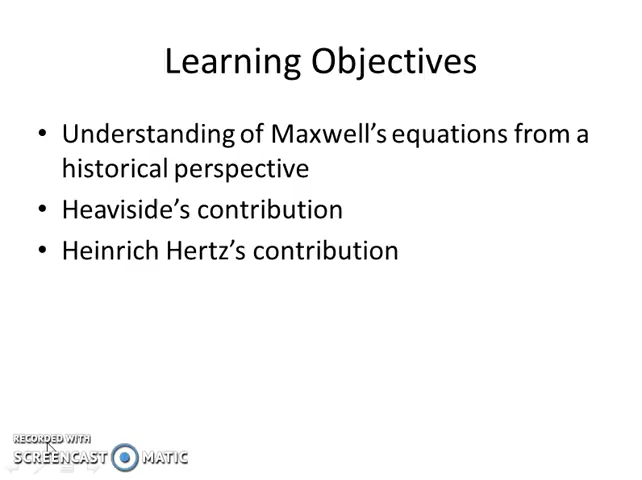 Learning Objectives
• Understanding of Maxwell's equations from a
historical perspective
• Heaviside's contribution
• Heinrich Hertz's contribution
RECORDED WITH
SCREENCAST MATIC